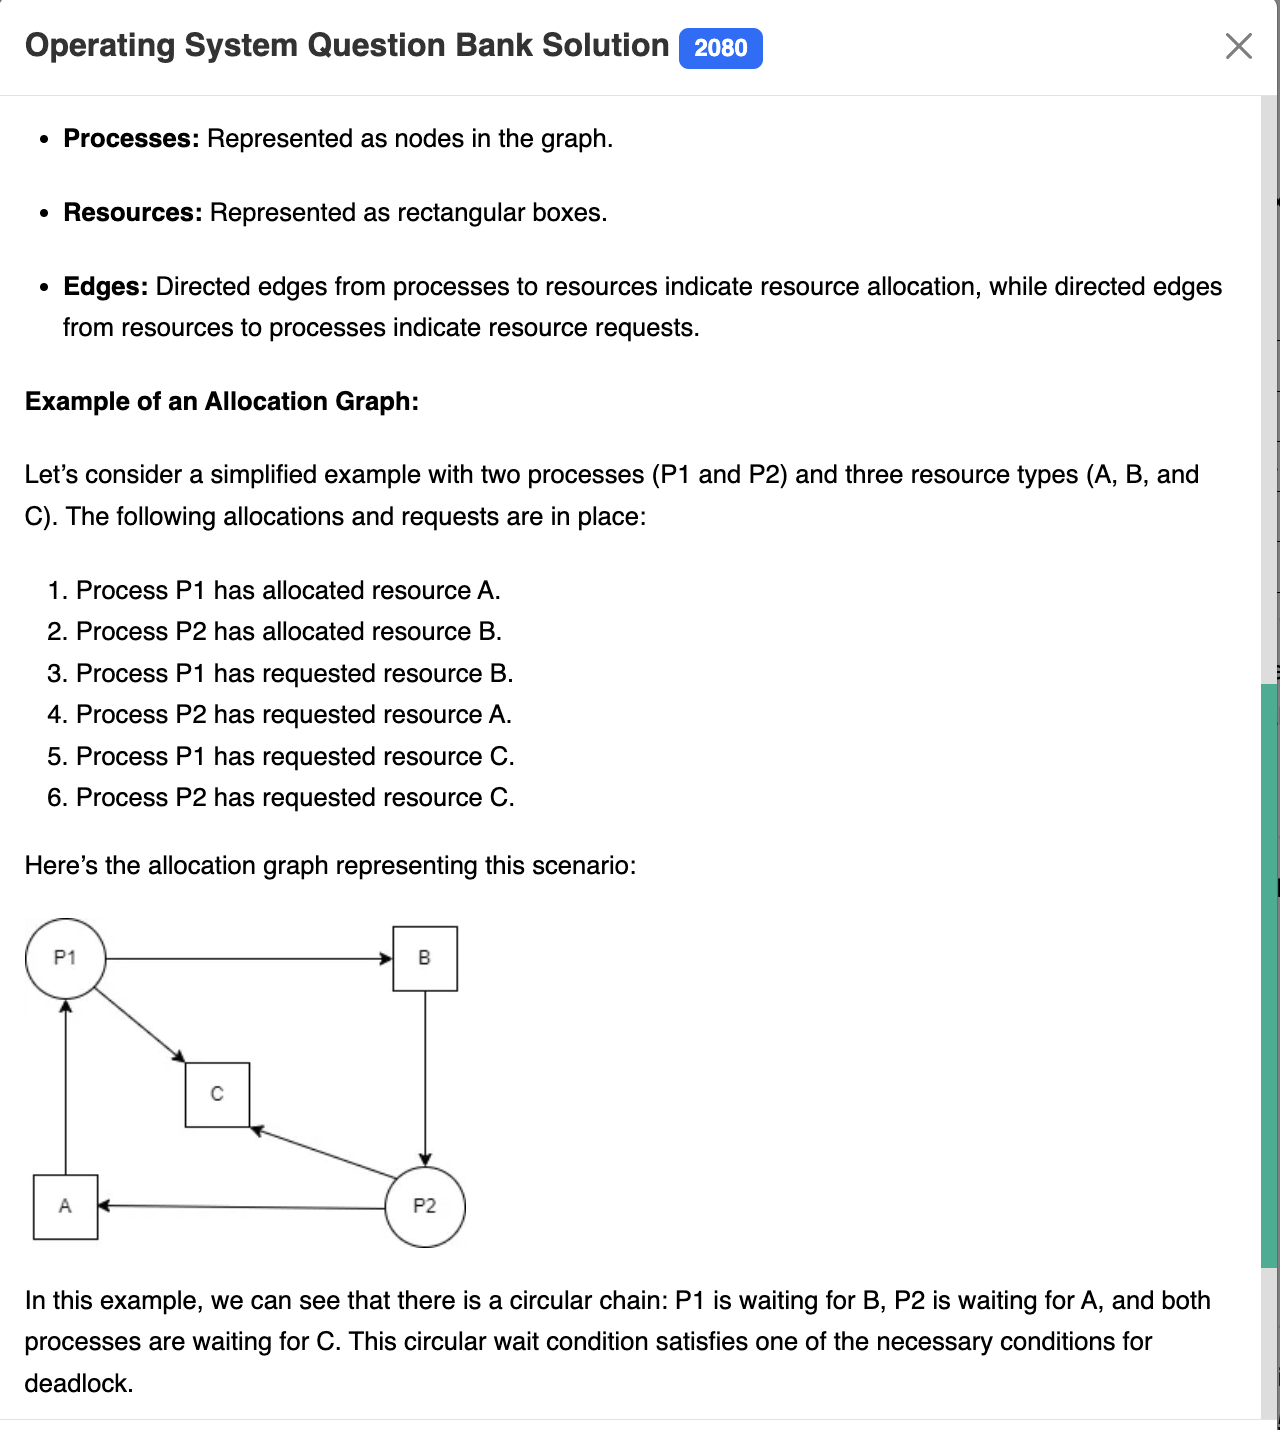 Operating System Question Bank Solution 2080
• Processes: Represented as nodes in the graph.
• Resources: Represented as rectangular boxes.
• Edges: Directed edges from processes to resources indicate resource allocation, while directed edges
from resources to processes indicate resource requests.
Example of an Allocation Graph:
Let’s consider a simplified example with two processes (P1 and P2) and three resource types (A, B, and
C). The following allocations and requests are in place:
1. Process P1 has allocated resource A.
2. Process P2 has allocated resource B.
3. Process P1 has requested resource B.
4. Process P2 has requested resource A.
5. Process P1 has requested resource C.
6. Process P2 has requested resource C.
Here’s the allocation graph representing this scenario:
P1
B
C
A
P2
In this example, we can see that there is a circular chain: P1 is waiting for B, P2 is waiting for A, and both
processes are waiting for C. This circular wait condition satisfies one of the necessary conditions for
deadlock.